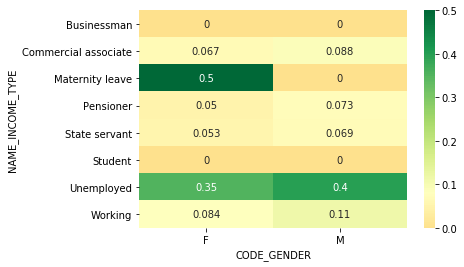 Businessman 0 0 0.5
Commercial associate 0.067 0.088 0.4
Maternity leave 0.5 0
Pensioner 0.05 0.073 0.3
State servant 0.053 0.069 0.2
Student 0 0
Unemployed 0.35 0.4 0.1
Working 0.084 0.11 0.0
NAME_INCOME_TYPE
F M
CODE_GENDER